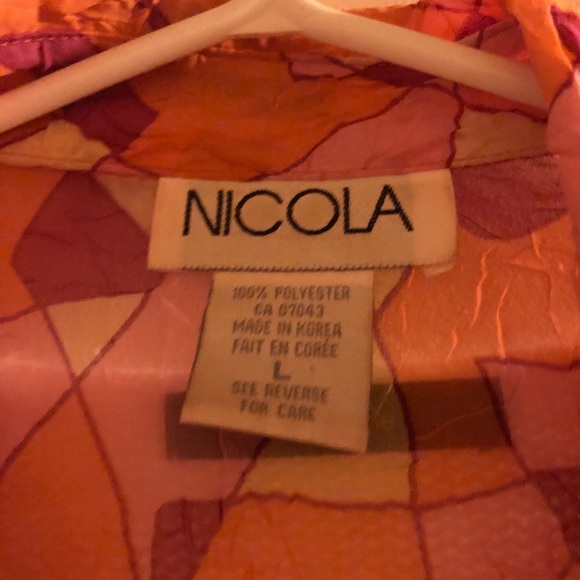 NICOLA
100% POLYESTER
CA 07043
MADE IN KOREA
FAIT EN CORÉE
L
SEE REVERSE
FOR CARE